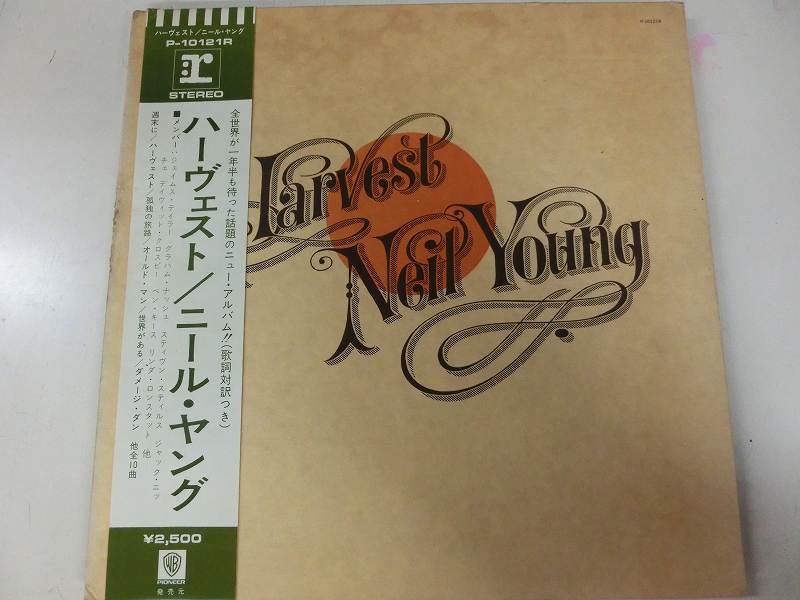 ハーヴェスト/ニール・ヤング
P-10121R
r
STEREO
全世界が一年半も待った話題のニュー・アルバム!!(歌詞対訳つき)
ハーヴェスト/ニール・ヤング
■メンバー:ジェイムス・テイラー グラハム・ナッシュ スティヴン・スティルス ジャック・ニッ
チェ デイヴィット・クロスビー ベン・キース リンダ・ロンスタット 他
週末に/ハーヴェスト/孤独の旅路/オールド・マン/世界がある/ダメージ・ダン 他全10曲
¥2,500
WB
PIONEER
発売元
P-10121R
Harvest
Neil Young